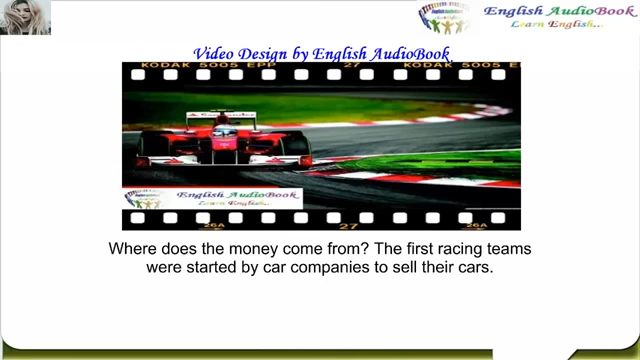 English AudioBook
Learn English...
Video Design by English AudioBook
KODAK 5005 EPP 27 KODAK 5005 E
Santander
English AudioBook
Learn English...
26A 27 26A
Where does the money come from? The first racing teams
were started by car companies to sell their cars.